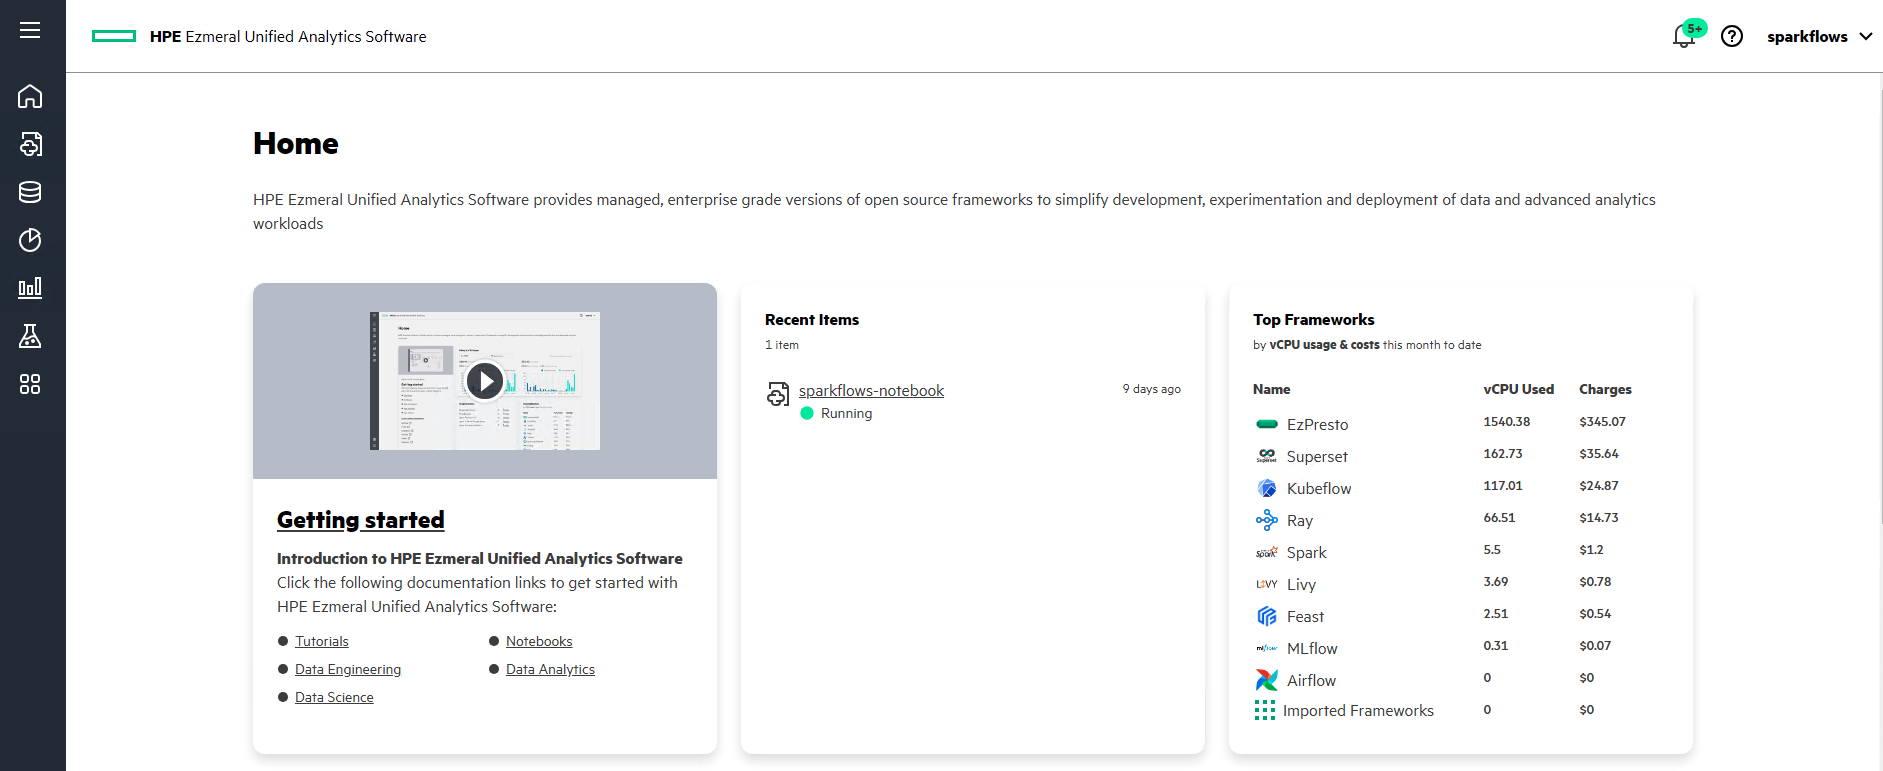 HPE Ezmeral Unified Analytics Software
5+
sparkflows
Home
HPE Ezmeral Unified Analytics Software provides managed, enterprise grade versions of open source frameworks to simplify development, experimentation and deployment of data and advanced analytics
workloads
Getting started
Introduction to HPE Ezmeral Unified Analytics Software
Click the following documentation links to get started with
HPE Ezmeral Unified Analytics Software:
Tutorials
Notebooks
Data Engineering
Data Analytics
Data Science
Recent Items
1 item
sparkflows-notebook 9 days ago
Running
Top Frameworks
by vCPU usage & costs this month to date
Name vCPU Used Charges
EzPresto 1540.38 $345.07
Superset Superset 162.73 $35.64
Kubeflow 117.01 $24.87
Ray 66.51 $14.73
Spark Spark 5.5 $1.2
LIVY Livy 3.69 $0.78
Feast 2.51 $0.54
mlflow MLflow 0.31 $0.07
Airflow 0 $0
Imported Frameworks 0 $0